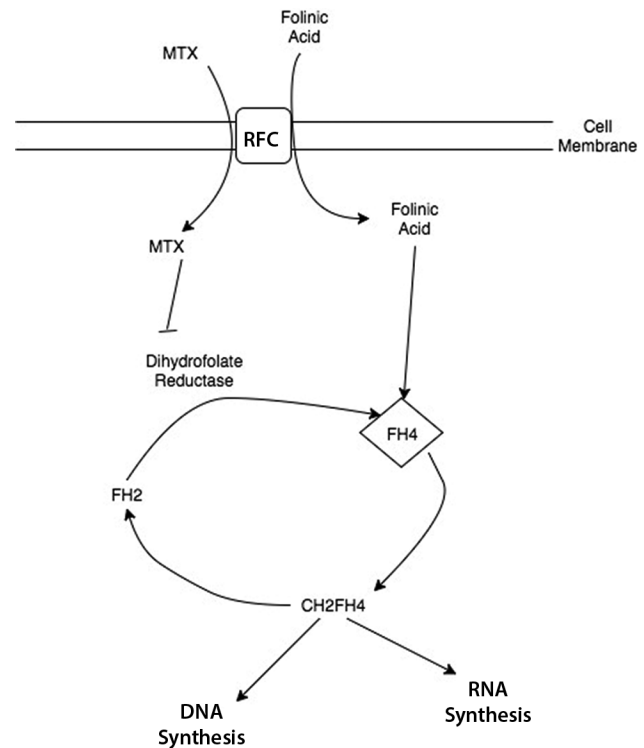 Folinic
Acid
MTX
RFC
Cell
Membrane
Folinic
Acid
MTX
Dihydrofolate
Reductase
FH4
FH2
CH2FH4
DNA
Synthesis
RNA
Synthesis